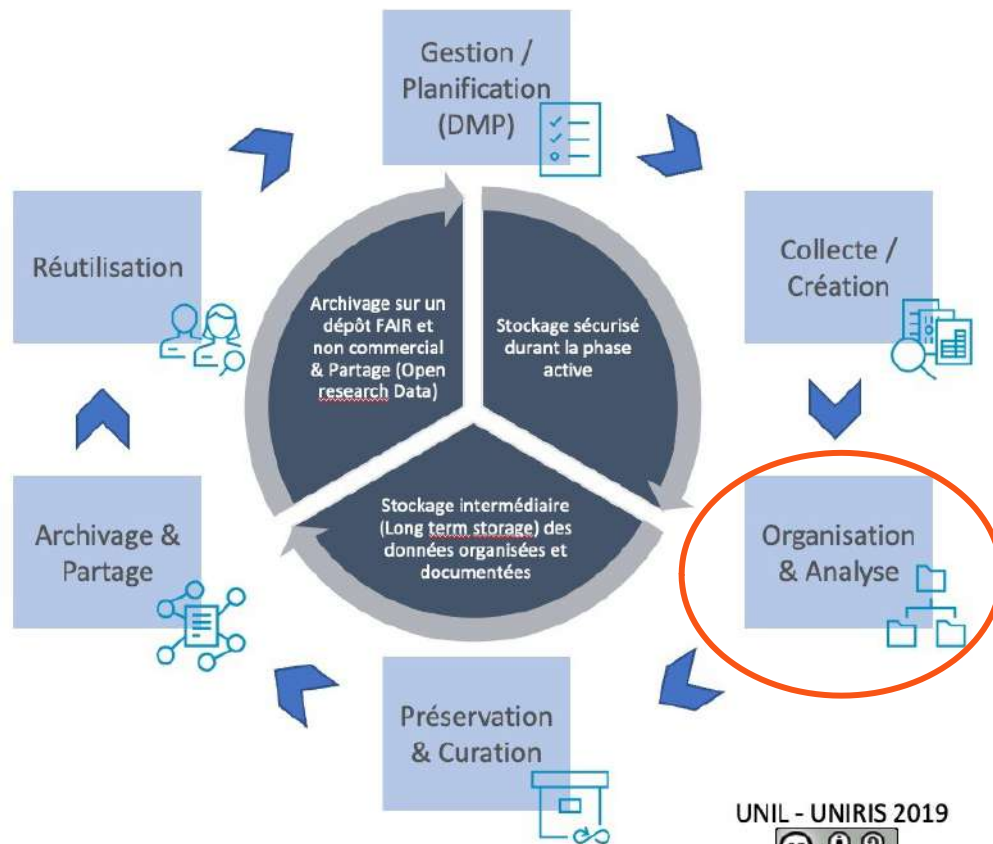 Gestion /
Planification
(DMP)
Collecte /
Création
Organisation
& Analyse
Préservation
& Curation
Archivage &
Partage
Réutilisation
Archivage sur un
dépôt FAIR et
non commercial
& Partage (Open
research Data)
Stockage sécurisé
durant la phase
active
Stockage intermédiaire
(Long term storage) des
données organisées et
documentées
UNIL - UNIRIS 2019
cc